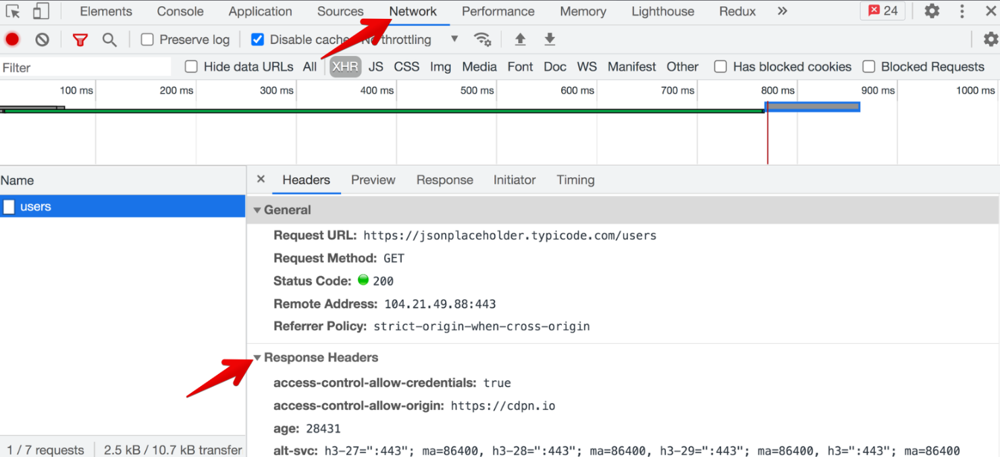 Elements Console Application Sources Network Performance Memory Lighthouse Redux » 24
Preserve log Disable cache No throttling
Filter Hide data URLs All XHR JS CSS Img Media Font Doc WS Manifest Other Has blocked cookies Blocked Requests
100 ms 200 ms 300 ms 400 ms 500 ms 600 ms 700 ms 800 ms 900 ms 1000 ms
Name
users
1 / 7 requests 2.5 kB / 10.7 kB transfer
× Headers Preview Response Initiator Timing
General
Request URL: https://jsonplaceholder.typicode.com/users
Request Method: GET
Status Code: 200
Remote Address: 104.21.49.88:443
Referrer Policy: strict-origin-when-cross-origin
Response Headers
access-control-allow-credentials: true
access-control-allow-origin: https://cdpn.io
age: 28431
alt-svc: h3-27=":443"; ma=86400, h3-28=":443"; ma=86400, h3-29=":443"; ma=86400, h3=":443"; ma=86400